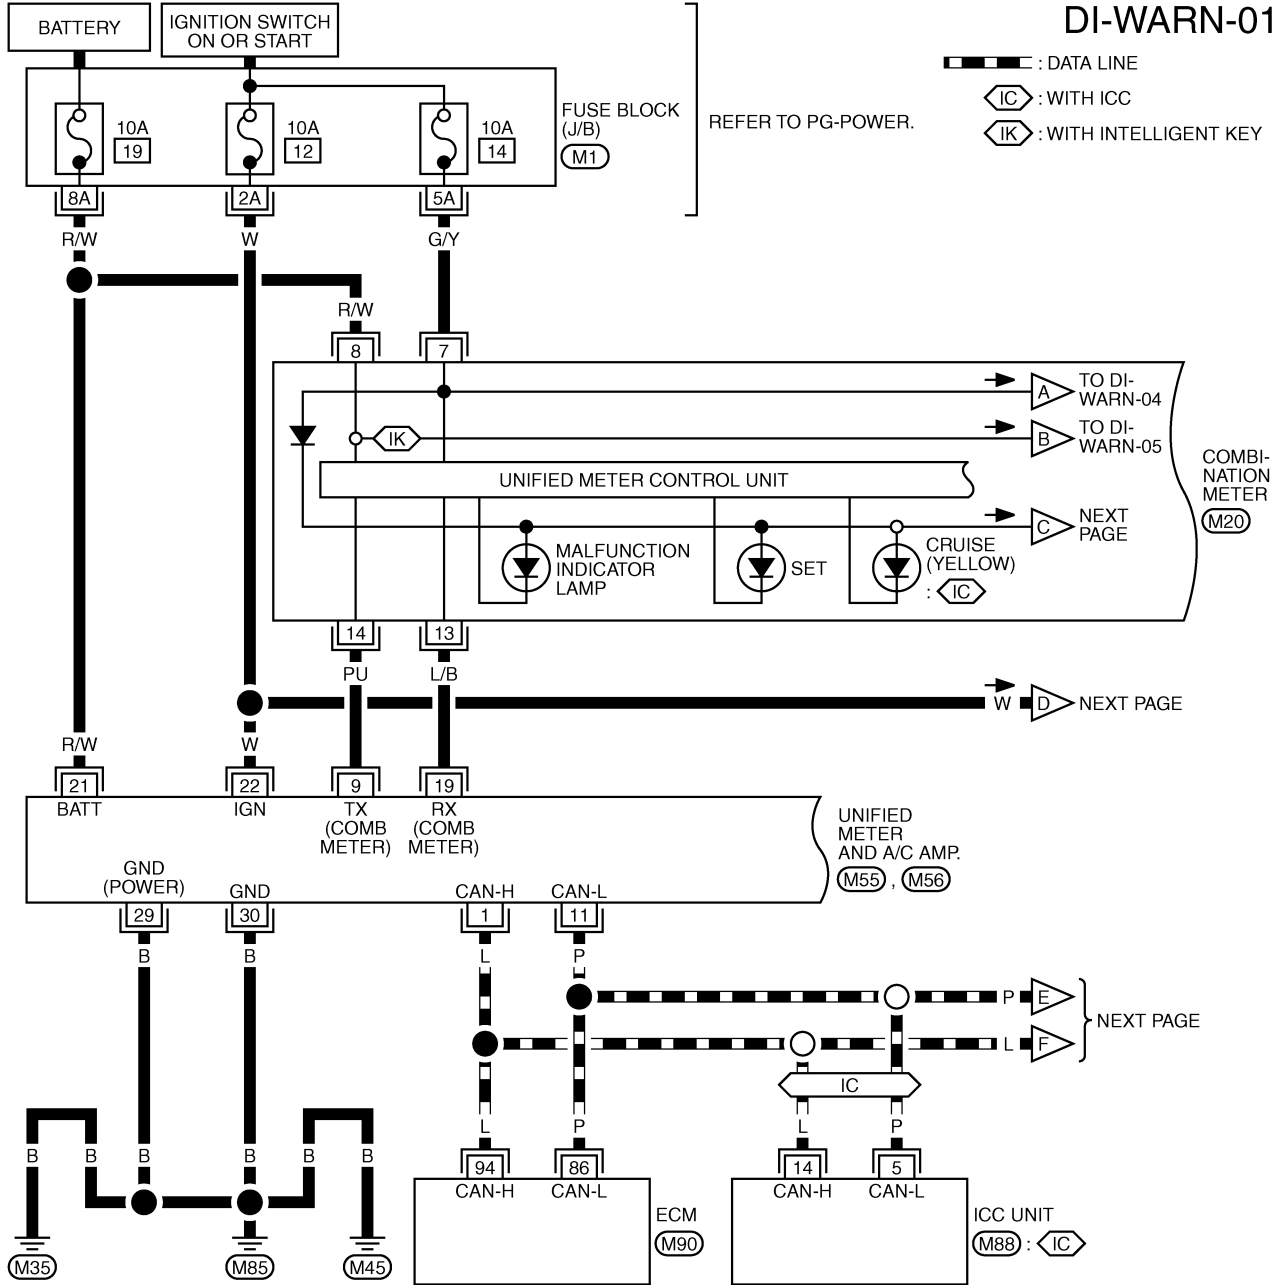 DI-WARN-01
BATTERY
IGNITION SWITCH
ON OR START
: DATA LINE
IC : WITH ICC
IK : WITH INTELLIGENT KEY
10A
19
10A
12
10A
14
FUSE BLOCK
(J/B)
M1
REFER TO PG-POWER.
8A
2A
5A
R/W
W
G/Y
R/W
8
7
A
TO DI-
WARN-04
IK
B
TO DI-
WARN-05
UNIFIED METER CONTROL UNIT
COMBI-
NATION
METER
M20
C
NEXT
PAGE
MALFUNCTION
INDICATOR
LAMP
SET
CRUISE
(YELLOW)
: IC
14
13
PU
L/B
W
D
NEXT PAGE
R/W
W
21
22
9
19
BATT
IGN
TX
(COMB
METER)
RX
(COMB
METER)
UNIFIED
METER
AND A/C AMP.
M55 , M56
GND
(POWER)
GND
CAN-H
CAN-L
29
30
1
11
B
B
L
P
P
E
L
F
NEXT PAGE
IC
L
P
L
P
B
B
B
B
B
B
94
86
14
5
CAN-H
CAN-L
CAN-H
CAN-L
ECM
M90
ICC UNIT
M88 : IC
M35
M85
M45